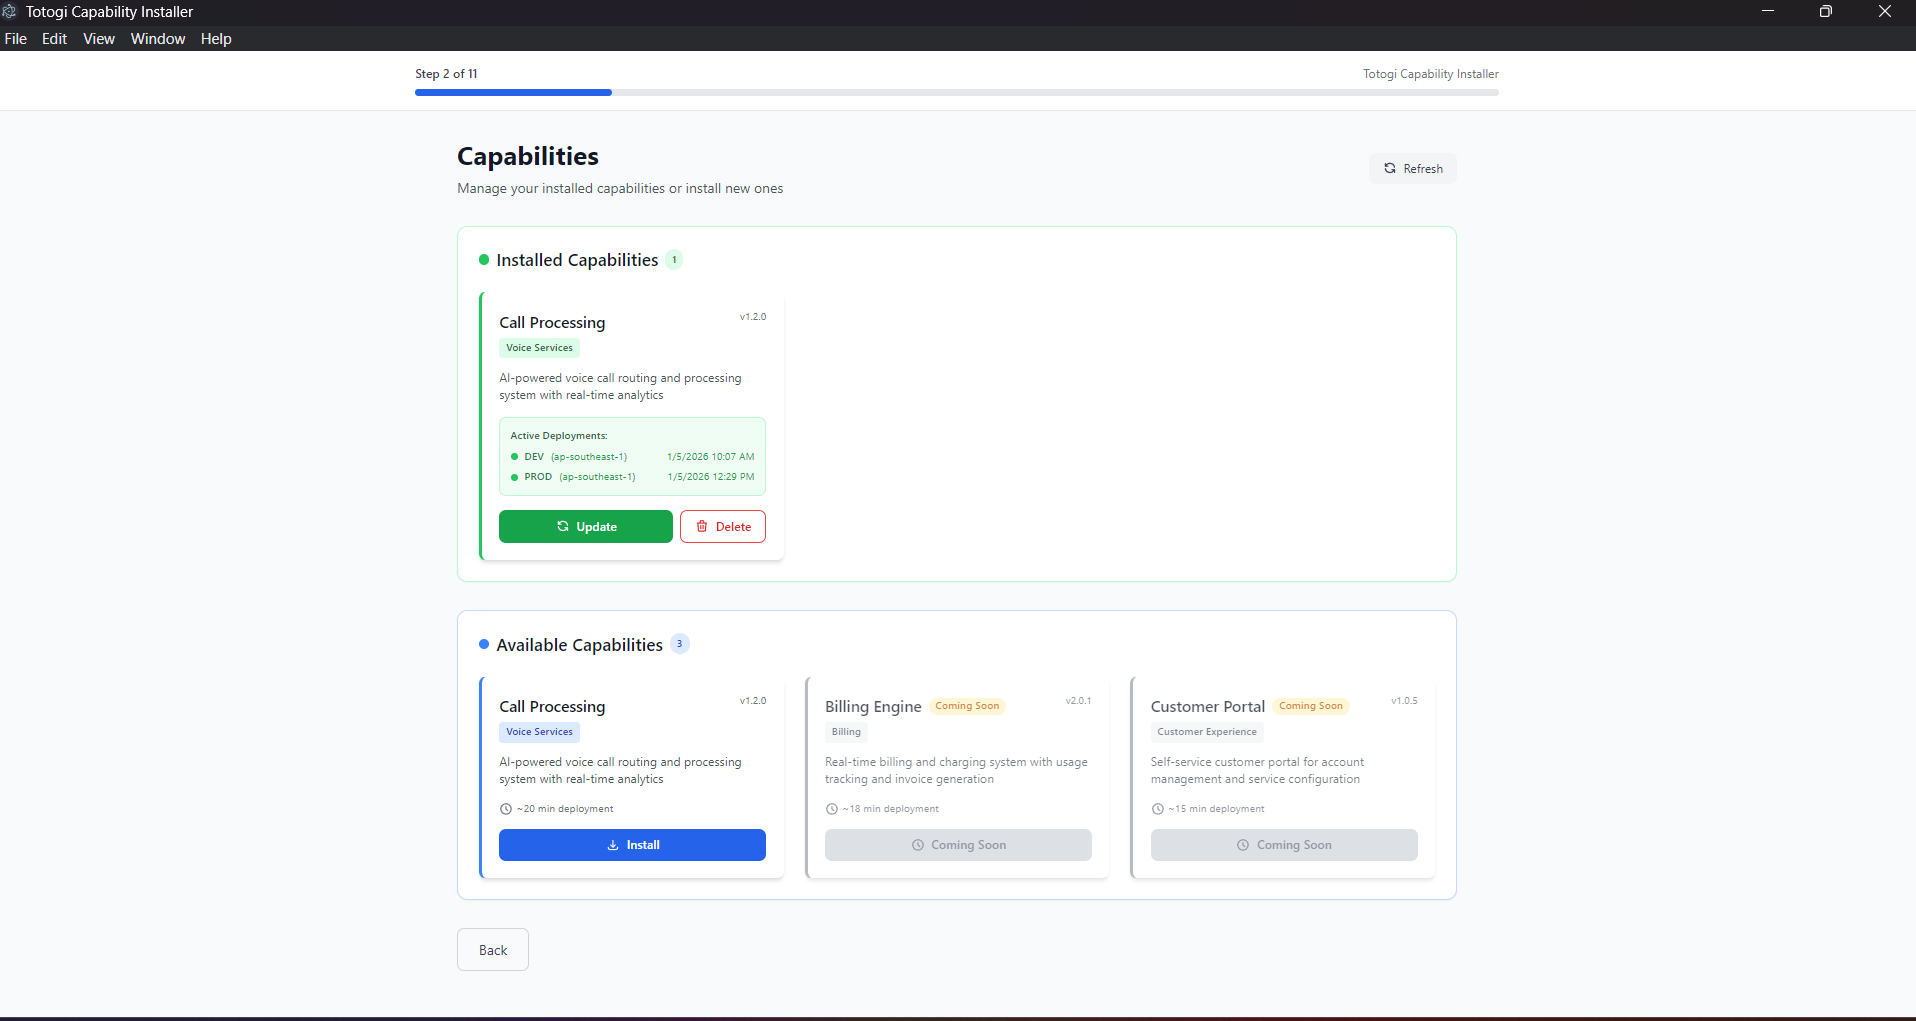 Totogi Capability Installer
File Edit View Window Help
Step 2 of 11
Totogi Capability Installer
Capabilities
Manage your installed capabilities or install new ones
Refresh
Installed Capabilities 1
Call Processing
v1.2.0
Voice Services
AI-powered voice call routing and processing
system with real-time analytics
Active Deployments:
DEV (ap-southeast-1) 1/5/2026 10:07 AM
PROD (ap-southeast-1) 1/5/2026 12:29 PM
Update
Delete
Available Capabilities 3
Call Processing
v1.2.0
Voice Services
AI-powered voice call routing and processing
system with real-time analytics
~20 min deployment
Install
Billing Engine Coming Soon
v2.0.1
Billing
Real-time billing and charging system with usage
tracking and invoice generation
~18 min deployment
Coming Soon
Customer Portal Coming Soon
v1.0.5
Customer Experience
Self-service customer portal for account
management and service configuration
~15 min deployment
Coming Soon
Back